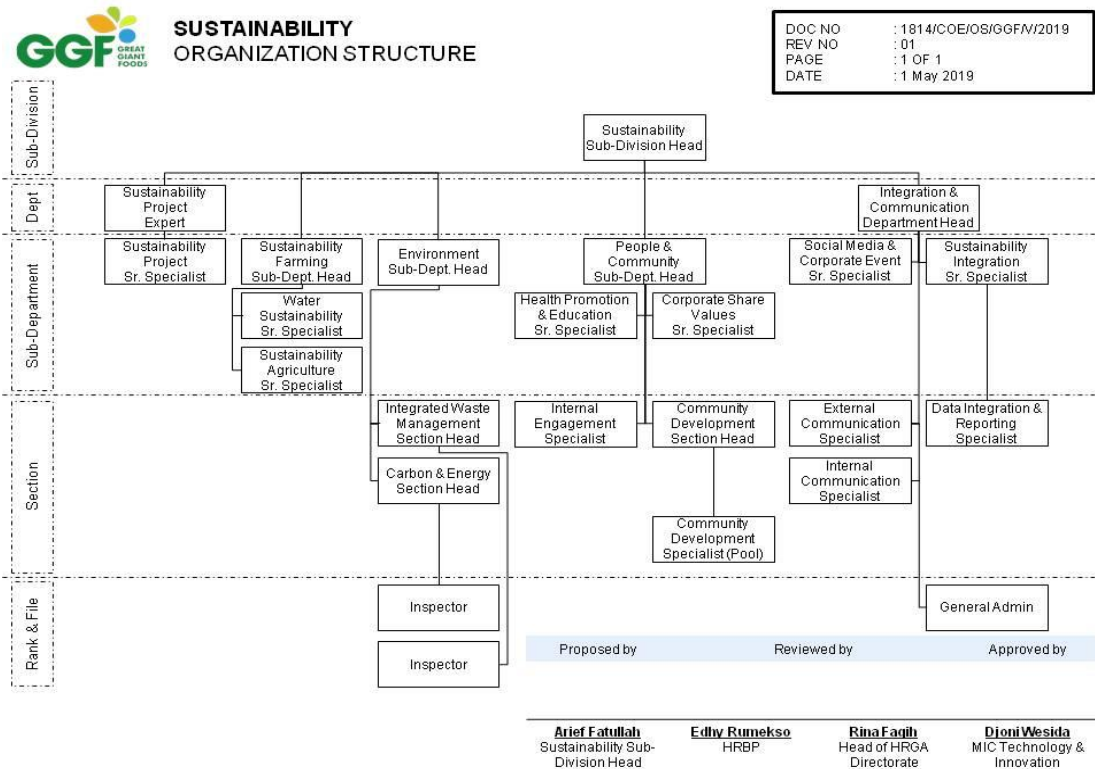 GGF GREAT
GIANT
FOODS
SUSTAINABILITY
ORGANIZATION STRUCTURE
DOC NO : 1814/COE/OS/GGF/V/2019
REV NO : 01
PAGE : 1 OF 1
DATE : 1 May 2019
Sub-Division
Sustainability
Sub-Division Head
Dept
Sustainability
Project
Expert
Integration &
Communication
Department Head
Sub-Department
Sustainability
Project
Sr. Specialist
Sustainability
Farming
Sub-Dept. Head
Environment
Sub-Dept. Head
People &
Community
Sub-Dept. Head
Social Media &
Corporate Event
Sr. Specialist
Sustainability
Integration
Sr. Specialist
Water
Sustainability
Sr. Specialist
Health Promotion
& Education
Sr. Specialist
Corporate Share
Values
Sr. Specialist
Sustainability
Agriculture
Sr. Specialist
Section
Integrated Waste
Management
Section Head
Internal
Engagement
Specialist
Community
Development
Section Head
External
Communication
Specialist
Data Integration &
Reporting
Specialist
Carbon & Energy
Section Head
Internal
Communication
Specialist
Community
Development
Specialist (Pool)
Rank & File
Inspector
General Admin
Inspector
Proposed by Reviewed by Approved by
Arief Fatullah
Sustainability Sub-
Division Head
Edhy Rumekso
HRBP
Rina Fagih
Head of HRGA
Directorate
Djoni Wesida
MIC Technology &
Innovation